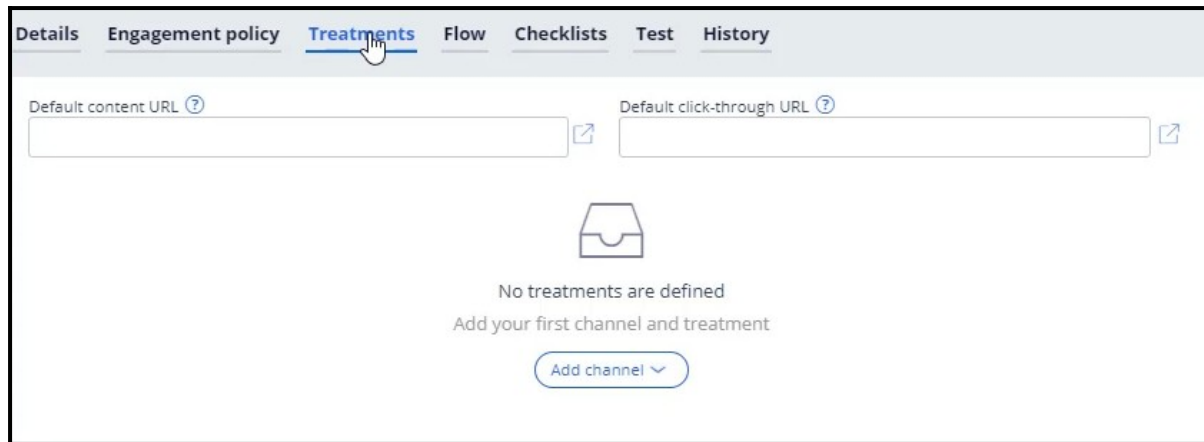 Details Engagement policy Treatments Flow Checklists Test History
Default content URL ? Default click-through URL ?
No treatments are defined
Add your first channel and treatment
Add channel